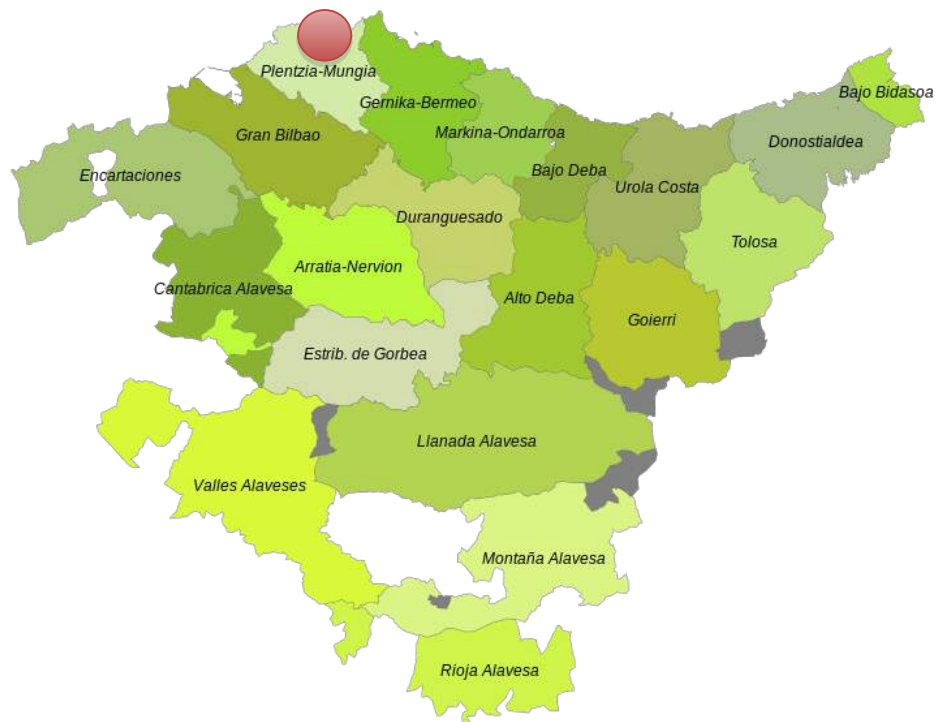 Plentzia-Mungia
Bajo Bidasoa
Gernika-Bermeo
Gran Bilbao
Markina-Ondarroa
Donostialdea
Encartaciones
Bajo Deba
Urola Costa
Duranguesado
Tolosa
Arratia-Nervion
Cantabrica Alavesa
Alto Deba
Goierri
Estrib. de Gorbea
Llanada Alavesa
Valles Alaveses
Montaña Alavesa
Rioja Alavesa